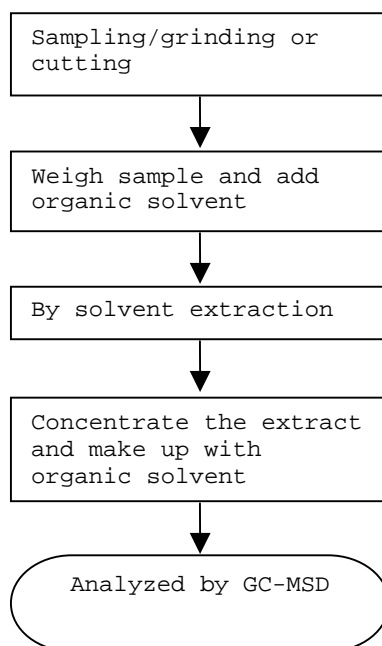 Sampling/grinding or
cutting
Weigh sample and add
organic solvent
By solvent extraction
Concentrate the extract
and make up with
organic solvent
Analyzed by GC-MSD